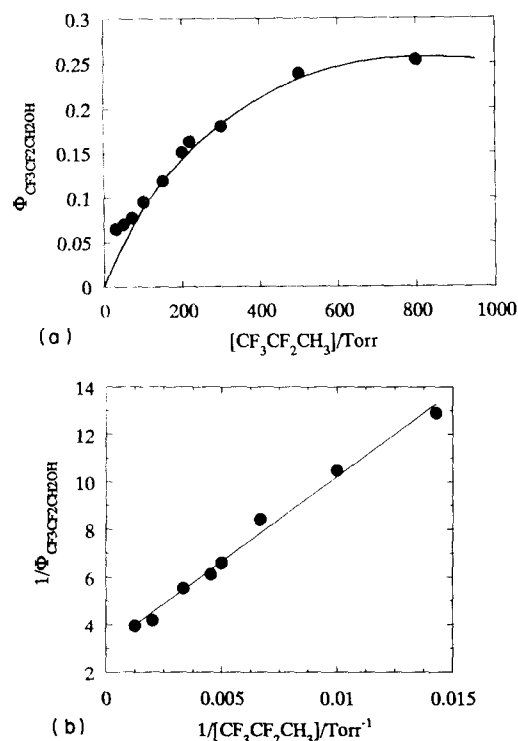 0.3
0.25
0.2
0.15
0.1
0.05
0
Φ CF3CF2CH2OH
0 200 400 600 800 1000
(a)
[CF₃CF₂CH₃]/Torr
14
12
10
8
6
4
2
1/Φ CF3CF2CH2OH
0 0.005 0.01 0.015
(b)
1/[CF₃CF₂CH₃]/Torr⁻¹